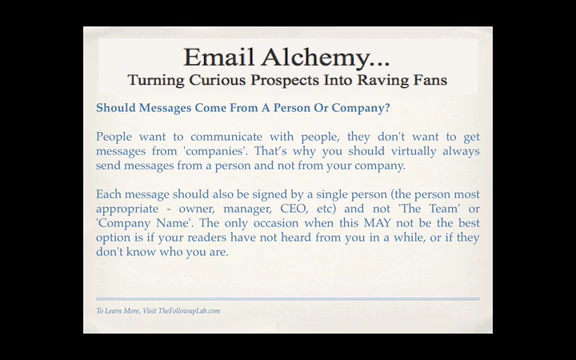 Email Alchemy...
Turning Curious Prospects Into Raving Fans
Should Messages Come From A Person Or Company?
People want to communicate with people, they don't want to get
messages from 'companies'. That's why you should virtually always
send messages from a person and not from your company.
Each message should also be signed by a single person (the person most
appropriate - owner, manager, CEO, etc) and not 'The Team' or
'Company Name'. The only occasion when this MAY not be the best
option is if your readers have not heard from you in a while, or if they
don't know who you are.
To Learn More, Visit TheFollowupLab.com